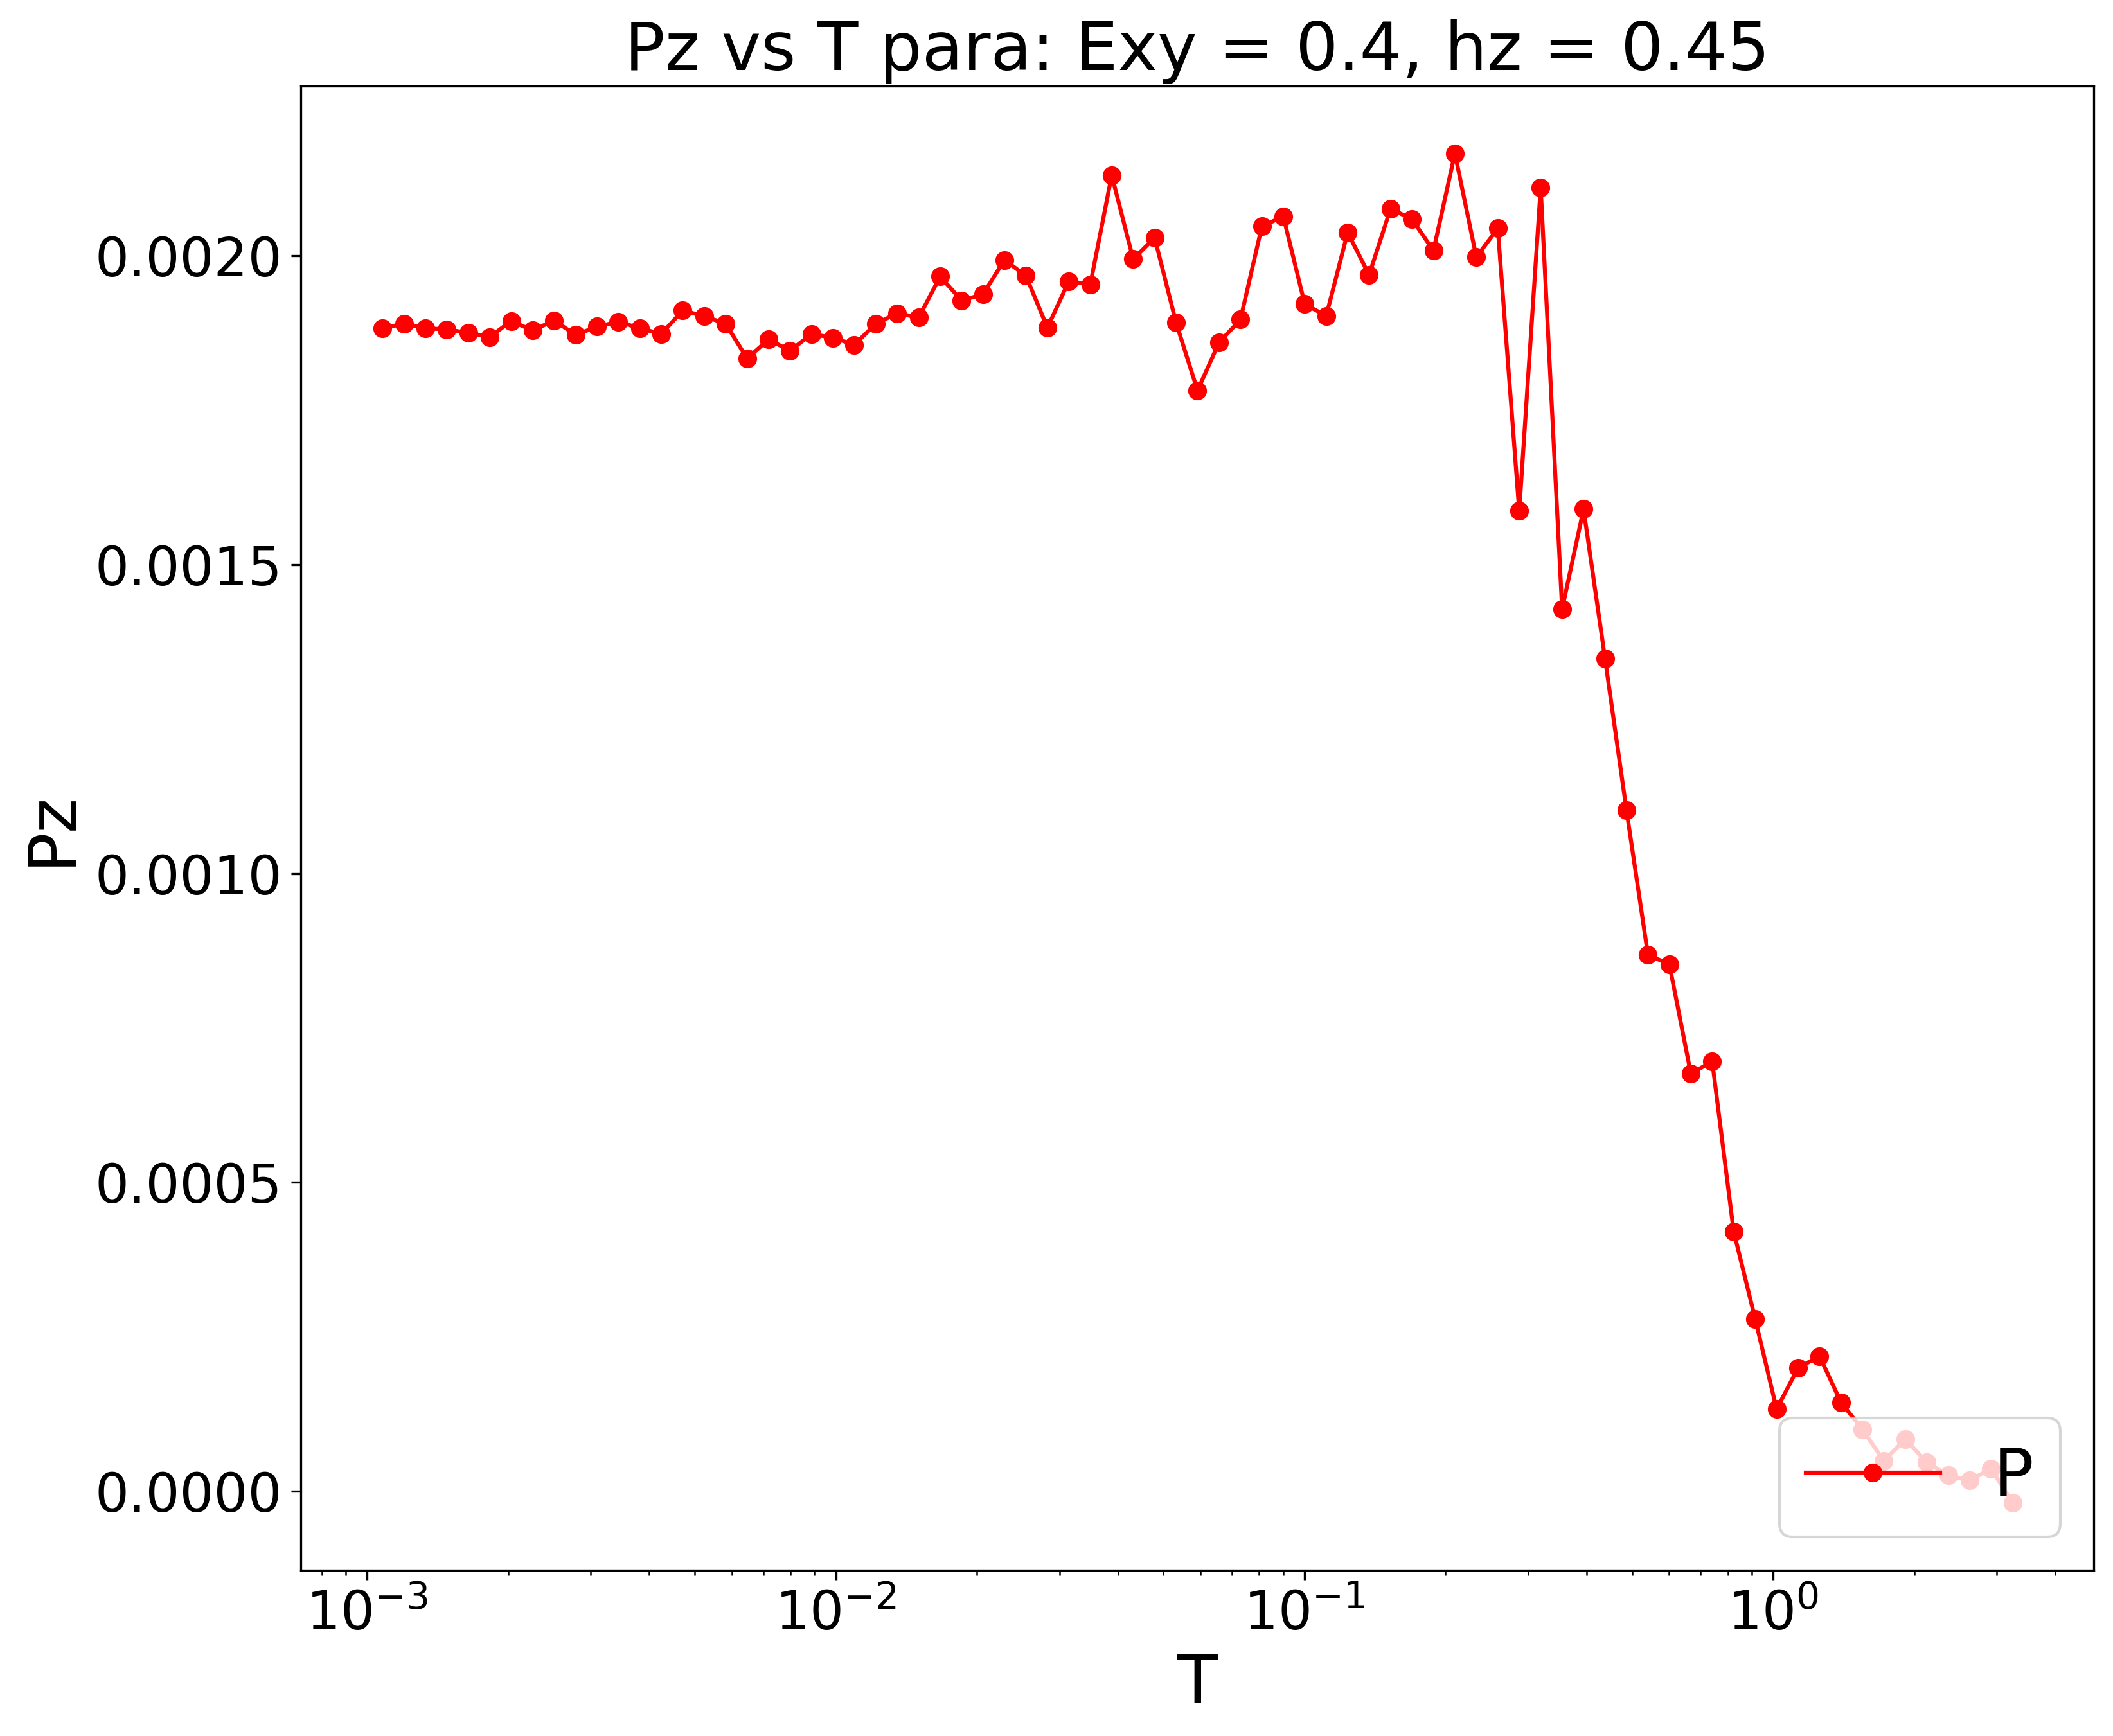 Pz vs T para: Exy = 0.4, hz = 0.45
Pz
0.0020
0.0015
0.0010
0.0005
0.0000
P
10⁻³ 10⁻² 10⁻¹ 10⁰
T